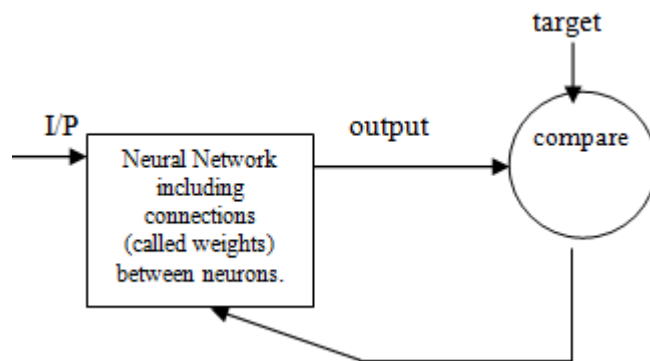 target
I/P
output
compare
Neural Network
including
connections
(called weights)
between neurons.